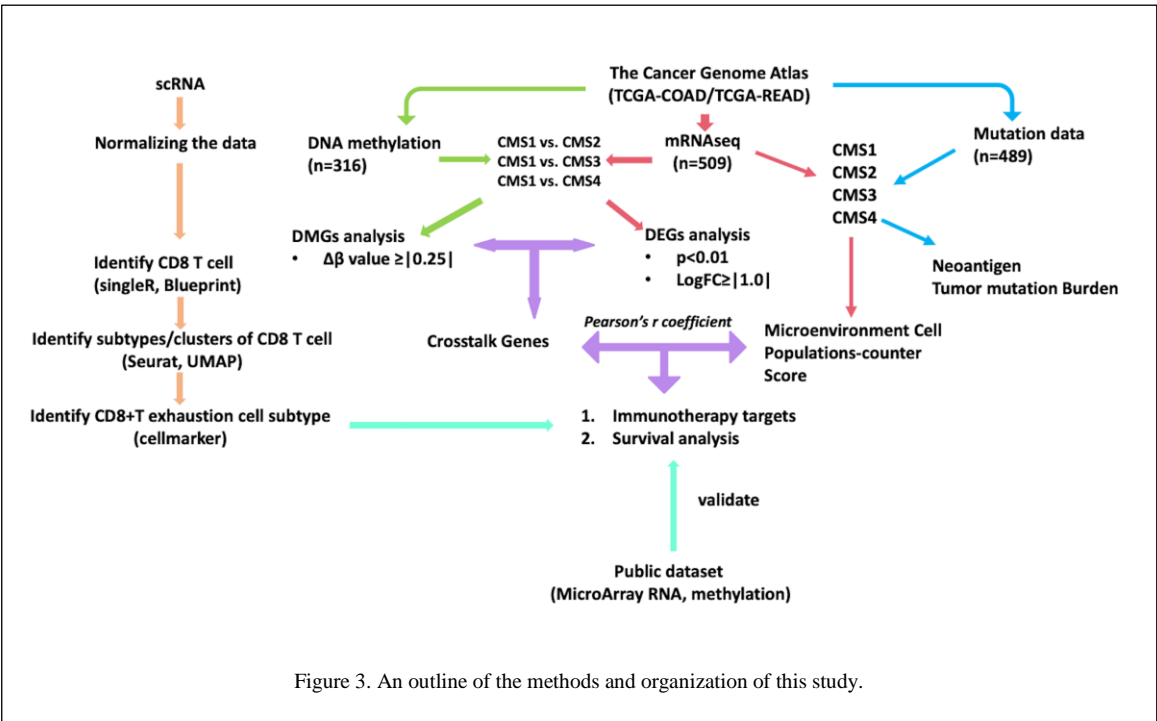 scRNA
Normalizing the data
Identify CD8 T cell
(singleR, Blueprint)
Identify subtypes/clusters of CD8 T cell
(Seurat, UMAP)
Identify CD8+T exhaustion cell subtype
(cellmarker)
The Cancer Genome Atlas
(TCGA-COAD/TCGA-READ)
DNA methylation
(n=316)
CMS1 vs. CMS2
CMS1 vs. CMS3
CMS1 vs. CMS4
mRNAseq
(n=509)
Mutation data
(n=489)
CMS1
CMS2
CMS3
CMS4
DMGs analysis
• Δβ value ≥|0.25|
DEGs analysis
• p<0.01
• LogFC≥|1.0|
Neoantigen
Tumor mutation Burden
Crosstalk Genes
Pearson's r coefficient
Microenvironment Cell
Populations-counter
Score
1. Immunotherapy targets
2. Survival analysis
validate
Public dataset
(MicroArray RNA, methylation)
Figure 3. An outline of the methods and organization of this study.